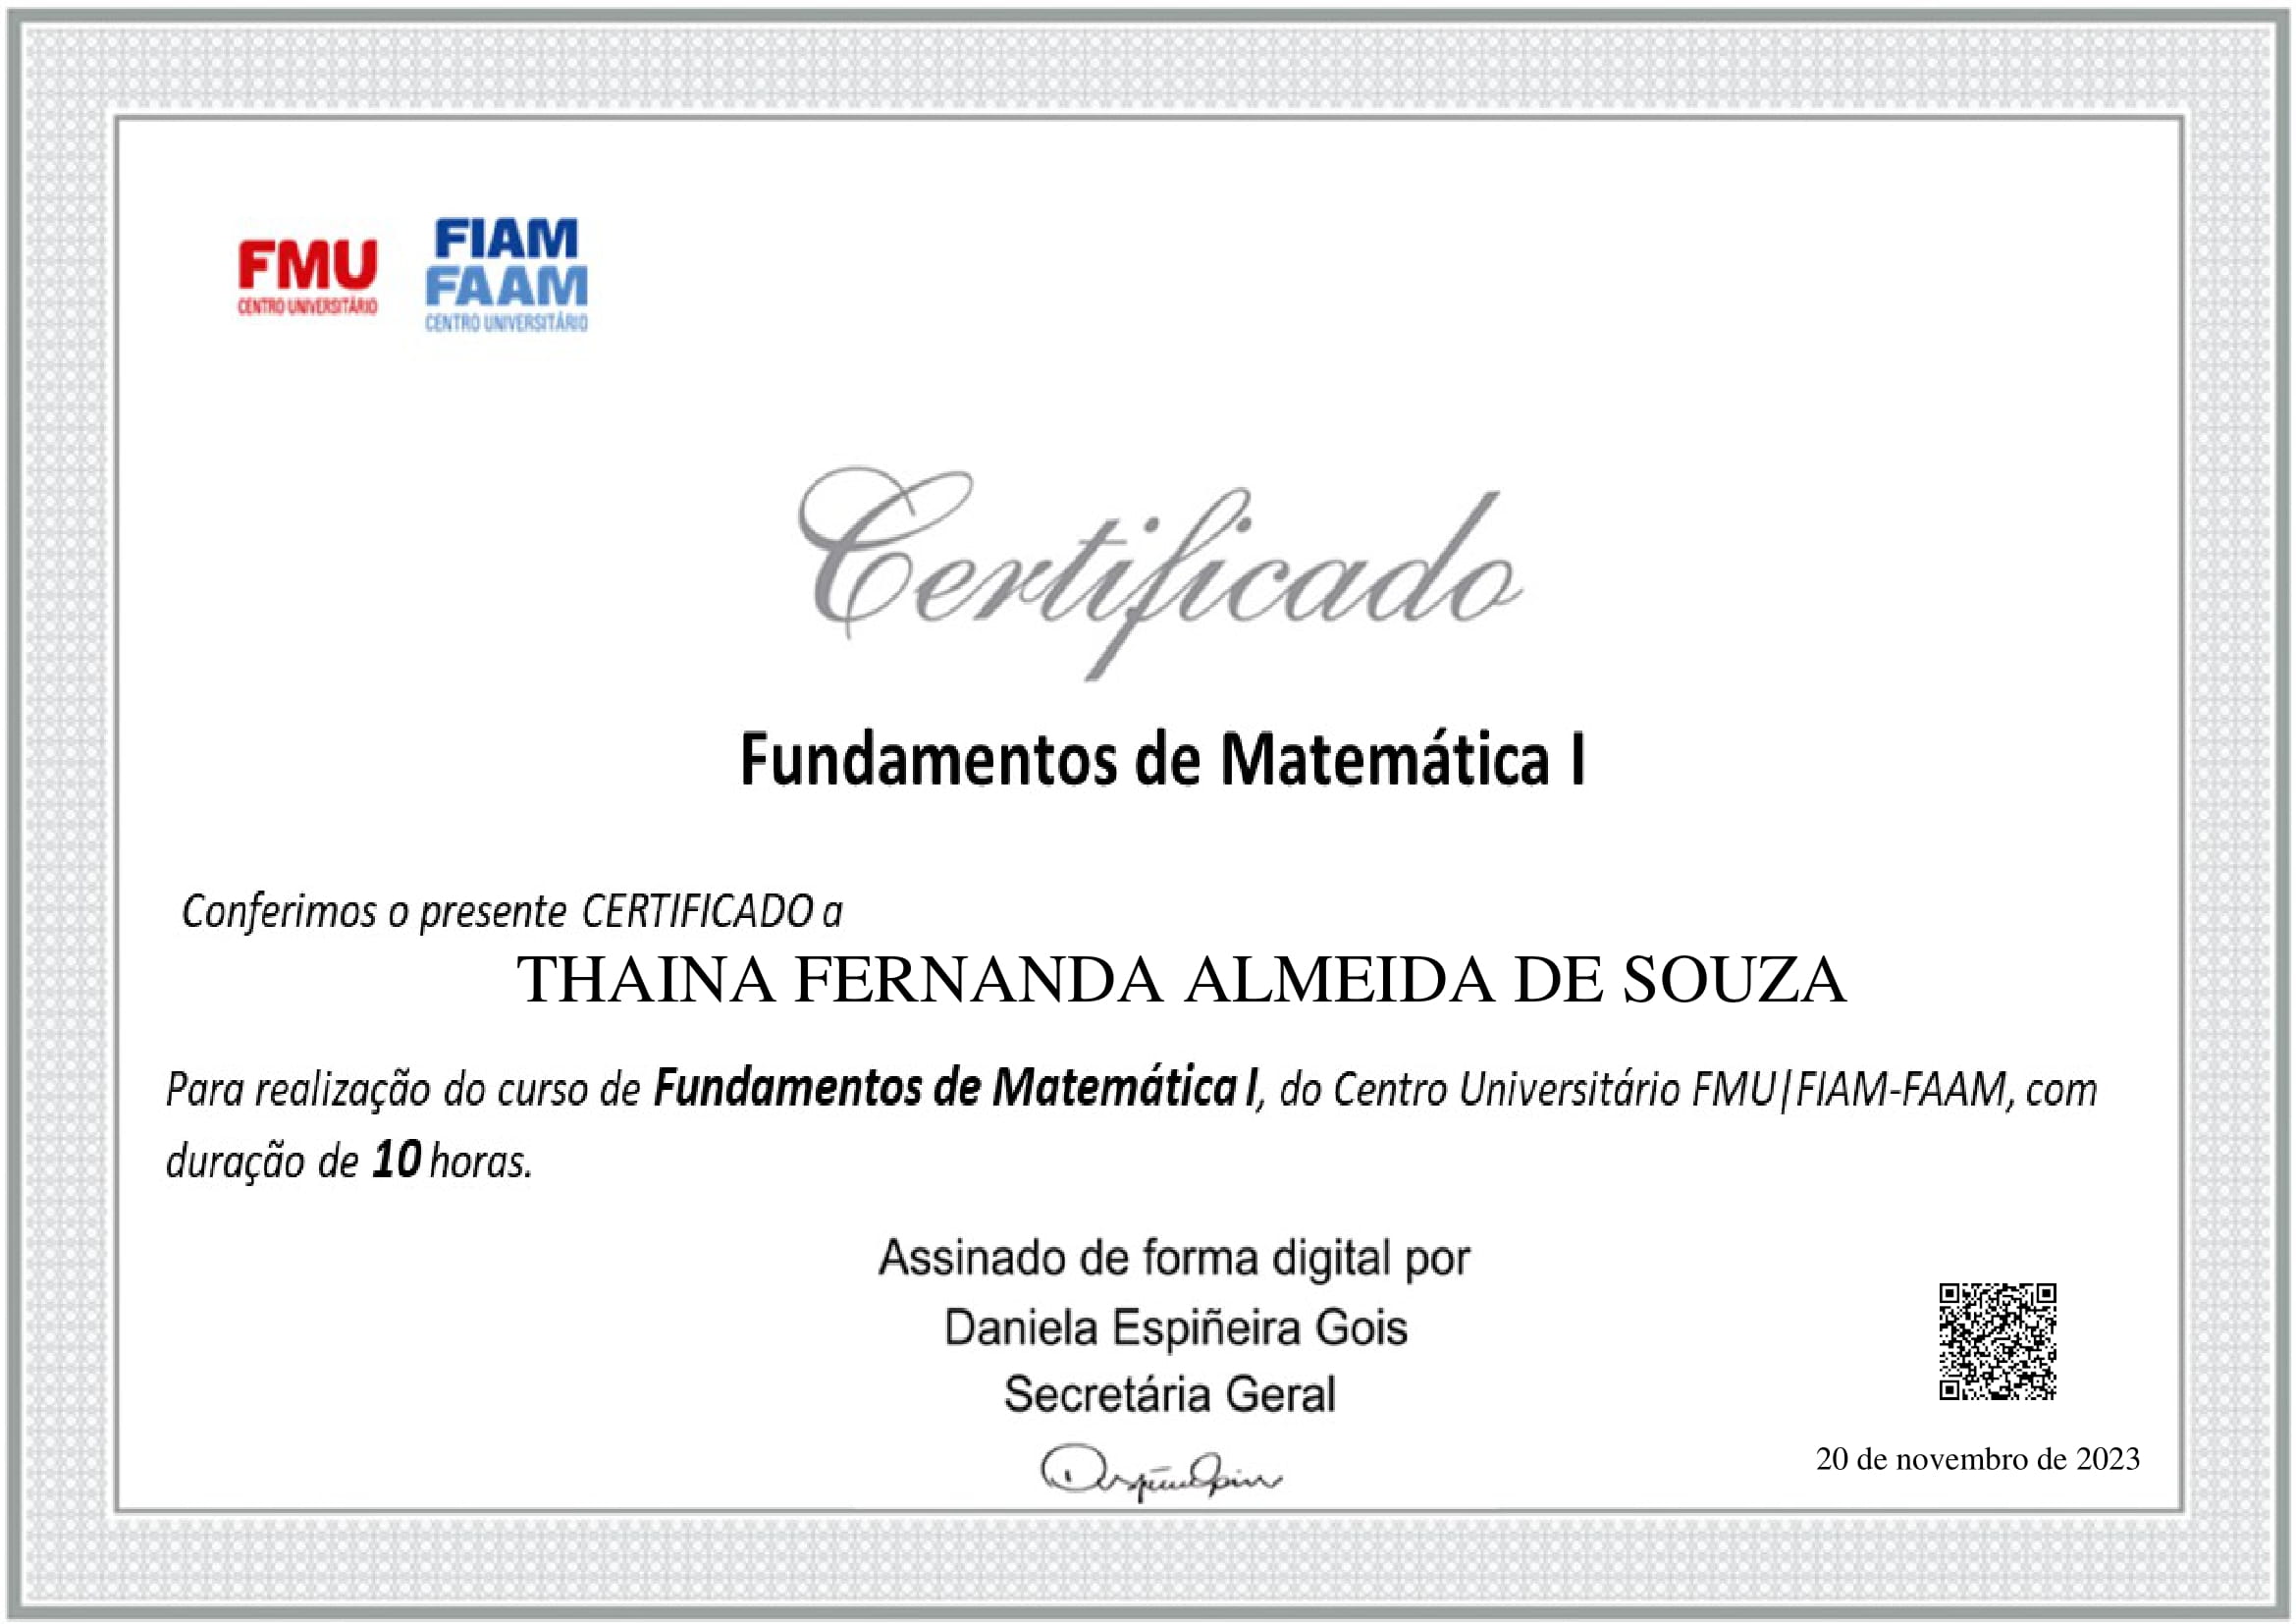 FMU
CENTRO UNIVERSITÁRIO
FIAM
FAAM
CENTRO UNIVERSITÁRIO
Certificado
Fundamentos de Matemática I
Conferimos o presente CERTIFICADO a
THAINA FERNANDA ALMEIDA DE SOUZA
Para realização do curso de Fundamentos de Matemática I, do Centro Universitário FMU|FIAM-FAAM, com
duração de 10 horas.
Assinado de forma digital por
Daniela Espiñeira Gois
Secretária Geral
20 de novembro de 2023